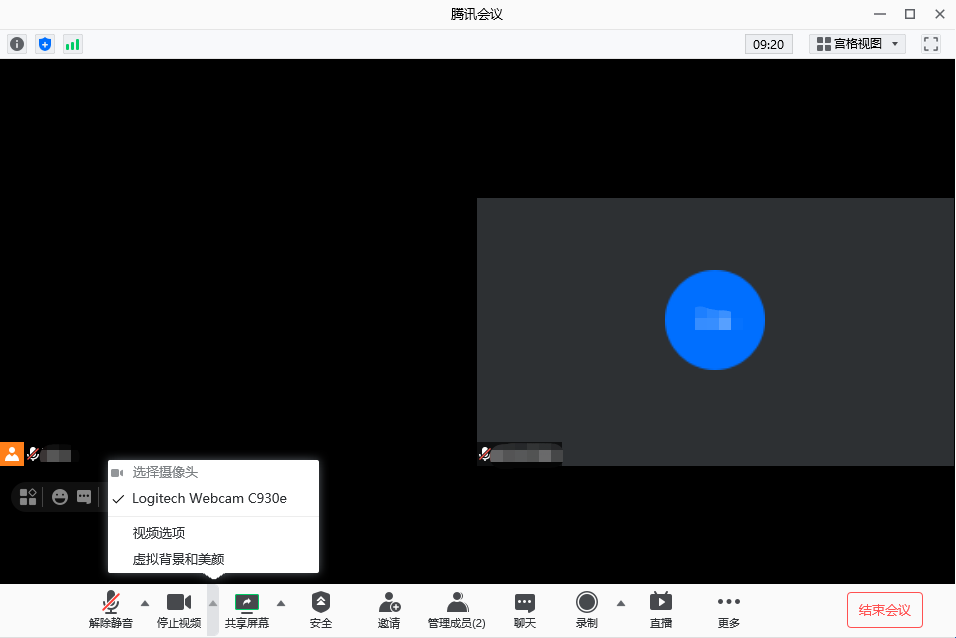 腾讯会议
09:20
宫格视图
选择摄像头
Logitech Webcam C930e
视频选项
虚拟背景和美颜
解除静音
停止视频
共享屏幕
安全
邀请
管理成员(2)
聊天
录制
直播
更多
结束会议